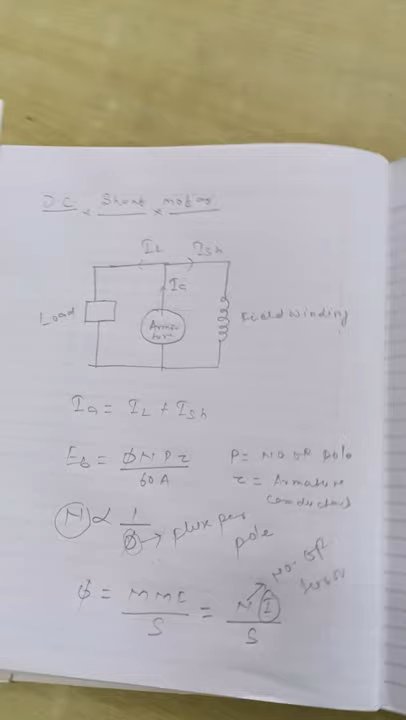 D.C. Shunt motor
IL Ish
Ia
Load Armature Field winding
Ia = IL + Ish
Eb = ϕNPz / 60A P = no of pole
z = Armature conductors
N ∝ 1/ϕ → flux per pole
ϕ = MMF / S = NI / S no. of